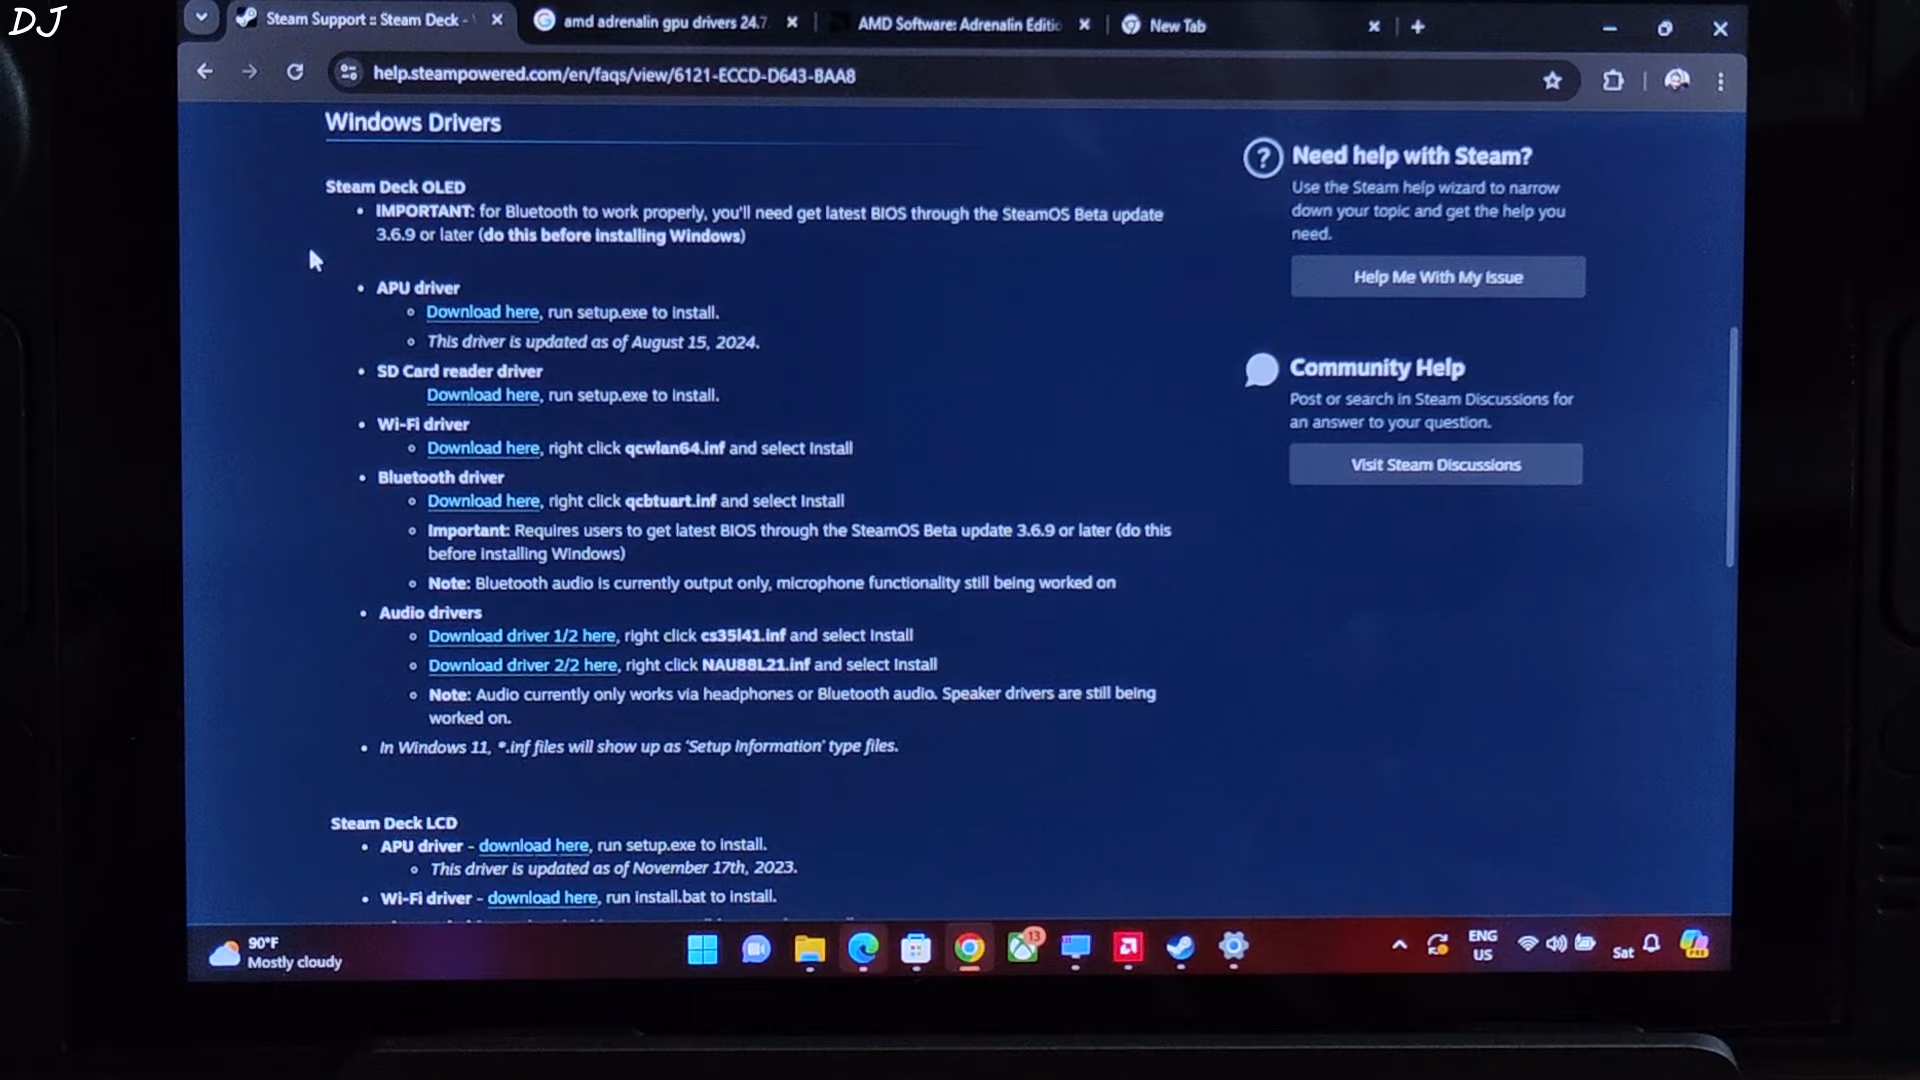 DJ
Steam Support :: Steam Deck -
amd adrenalin gpu drivers 24.7
AMD Software: Adrenalin Editio
New Tab
help.steampowered.com/en/faqs/view/6121-ECCD-D643-BAA8
Windows Drivers
Steam Deck OLED
IMPORTANT: for Bluetooth to work properly, you'll need get latest BIOS through the SteamOS Beta update
3.6.9 or later (do this before installing Windows)
APU driver
Download here, run setup.exe to install.
This driver is updated as of August 15, 2024.
SD Card reader driver
Download here, run setup.exe to install.
Wi-Fi driver
Download here, right click qcwlan64.inf and select Install
Bluetooth driver
Download here, right click qcbtuart.inf and select Install
Important: Requires users to get latest BIOS through the SteamOS Beta update 3.6.9 or later (do this
before installing Windows)
Note: Bluetooth audio is currently output only, microphone functionality still being worked on
Audio drivers
Download driver 1/2 here, right click cs35l41.inf and select Install
Download driver 2/2 here, right click NAU88L21.inf and select Install
Note: Audio currently only works via headphones or Bluetooth audio. Speaker drivers are still being
worked on.
In Windows 11, *.inf files will show up as 'Setup Information' type files.
Steam Deck LCD
APU driver - download here, run setup.exe to install.
This driver is updated as of November 17th, 2023.
Wi-Fi driver - download here, run install.bat to install.
Need help with Steam?
Use the Steam help wizard to narrow
down your topic and get the help you
need.
Help Me With My Issue
Community Help
Post or search in Steam Discussions for
an answer to your question.
Visit Steam Discussions
90°F
Mostly cloudy
13
ENG
US
Sat
PRE